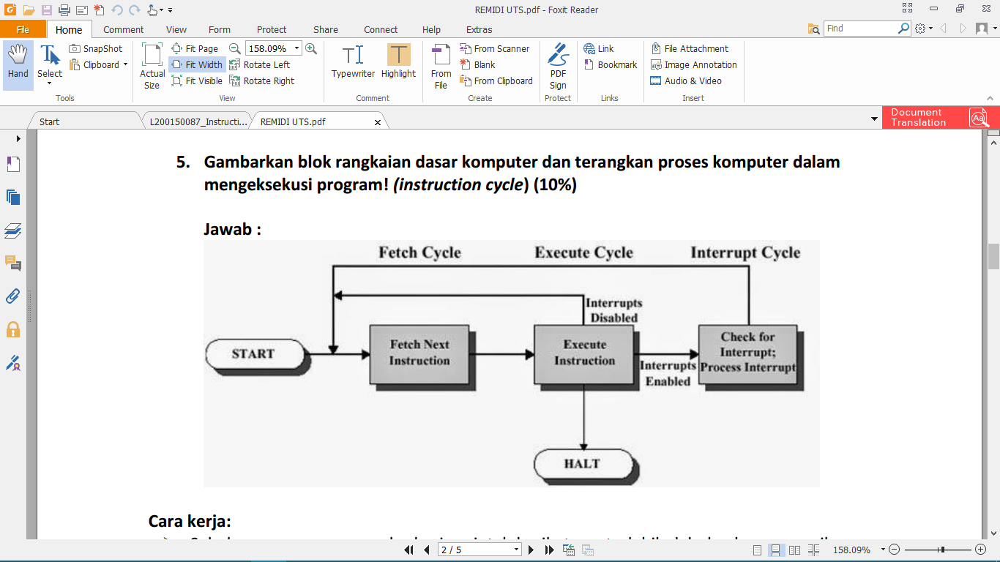 REMIDI UTS.pdf - Foxit Reader
File Home Comment View Form Protect Share Connect Help Extras
Find
Hand
Select
SnapShot
Clipboard
Tools
Actual
Size
Fit Page
Fit Width
Fit Visible
158.09%
Rotate Left
Rotate Right
View
Typewriter
Highlight
Comment
From
File
From Scanner
Blank
From Clipboard
Create
PDF
Sign
Protect
Link
Bookmark
Links
File Attachment
Image Annotation
Audio & Video
Insert
Start
L200150087_Instructi...
REMIDI UTS.pdf
Document
Translation
5. Gambarkan blok rangkaian dasar komputer dan terangkan proses komputer dalam
mengeksekusi program! (instruction cycle) (10%)
Jawab :
Fetch Cycle Execute Cycle Interrupt Cycle
Interrupts
Disabled
START
Fetch Next
Instruction
Execute
Instruction
Interrupts
Enabled
Check for
Interrupt;
Process Interrupt
HALT
Cara kerja:
2 / 5
158.09%